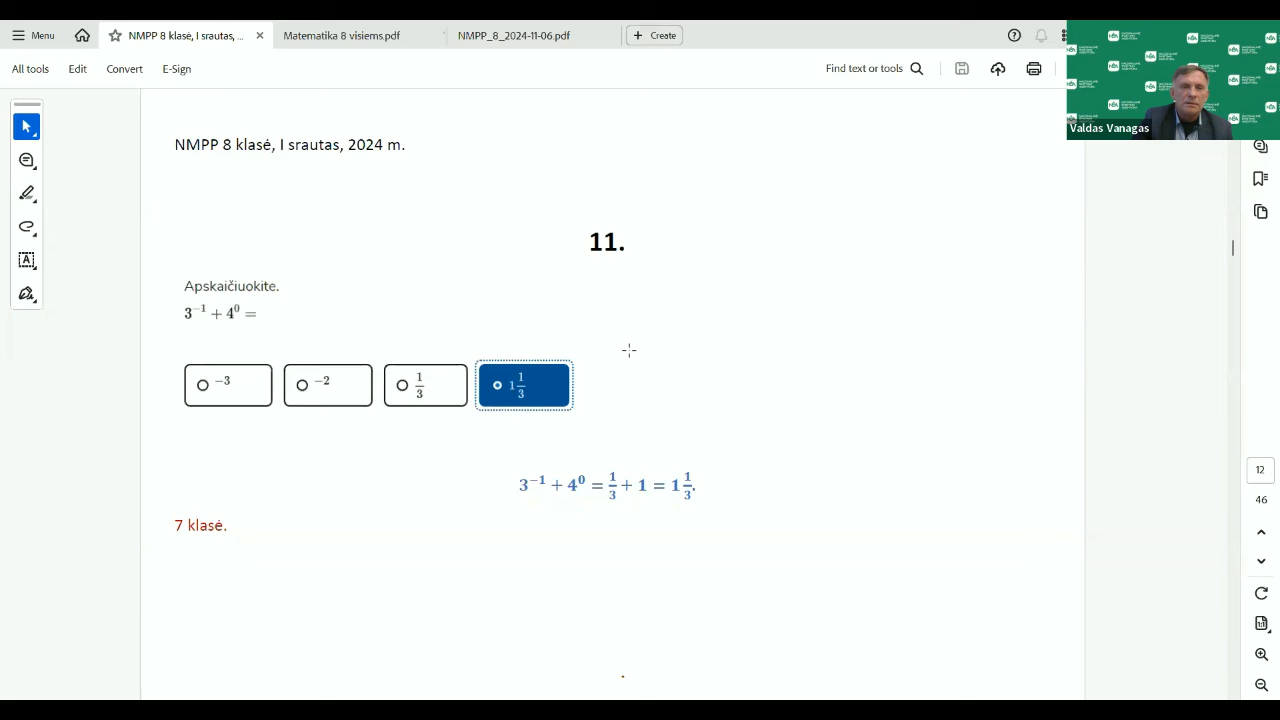 Menu
NMPP 8 klasė, I srautas, ...
Matematika 8 visiems.pdf
NMPP_8_2024-11-06.pdf
+ Create
All tools
Edit
Convert
E-Sign
Find text or tools
Valdas Vanagas
NMPP 8 klasė, I srautas, 2024 m.
11.
Apskaičiuokite.
3⁻¹ + 4⁰ =
−3
−2
1/3
1 1/3
3⁻¹ + 4⁰ = 1/3 + 1 = 1 1/3.
7 klasė.
12
46